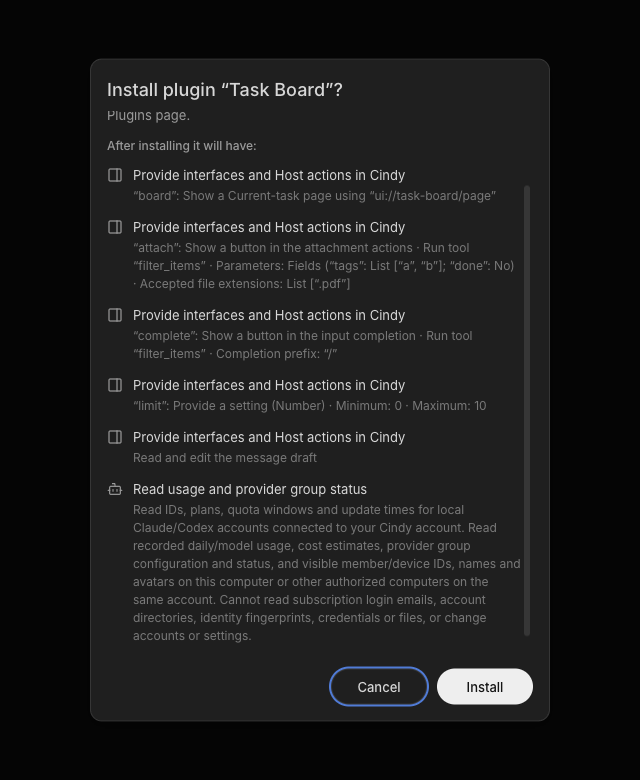 Install plugin “Task Board”?
Plugins page.
After installing it will have:
Provide interfaces and Host actions in Cindy
“board”: Show a Current-task page using “ui://task-board/page”
Provide interfaces and Host actions in Cindy
“attach”: Show a button in the attachment actions · Run tool
“filter_items” · Parameters: Fields (“tags”: List [“a”, “b”]; “done”: No)
· Accepted file extensions: List [“.pdf”]
Provide interfaces and Host actions in Cindy
“complete”: Show a button in the input completion · Run tool
“filter_items” · Completion prefix: “/”
Provide interfaces and Host actions in Cindy
“limit”: Provide a setting (Number) · Minimum: 0 · Maximum: 10
Provide interfaces and Host actions in Cindy
Read and edit the message draft
Read usage and provider group status
Read IDs, plans, quota windows and update times for local
Claude/Codex accounts connected to your Cindy account. Read
recorded daily/model usage, cost estimates, provider group
configuration and status, and visible member/device IDs, names and
avatars on this computer or other authorized computers on the
same account. Cannot read subscription login emails, account
directories, identity fingerprints, credentials or files, or change
accounts or settings.
Cancel
Install